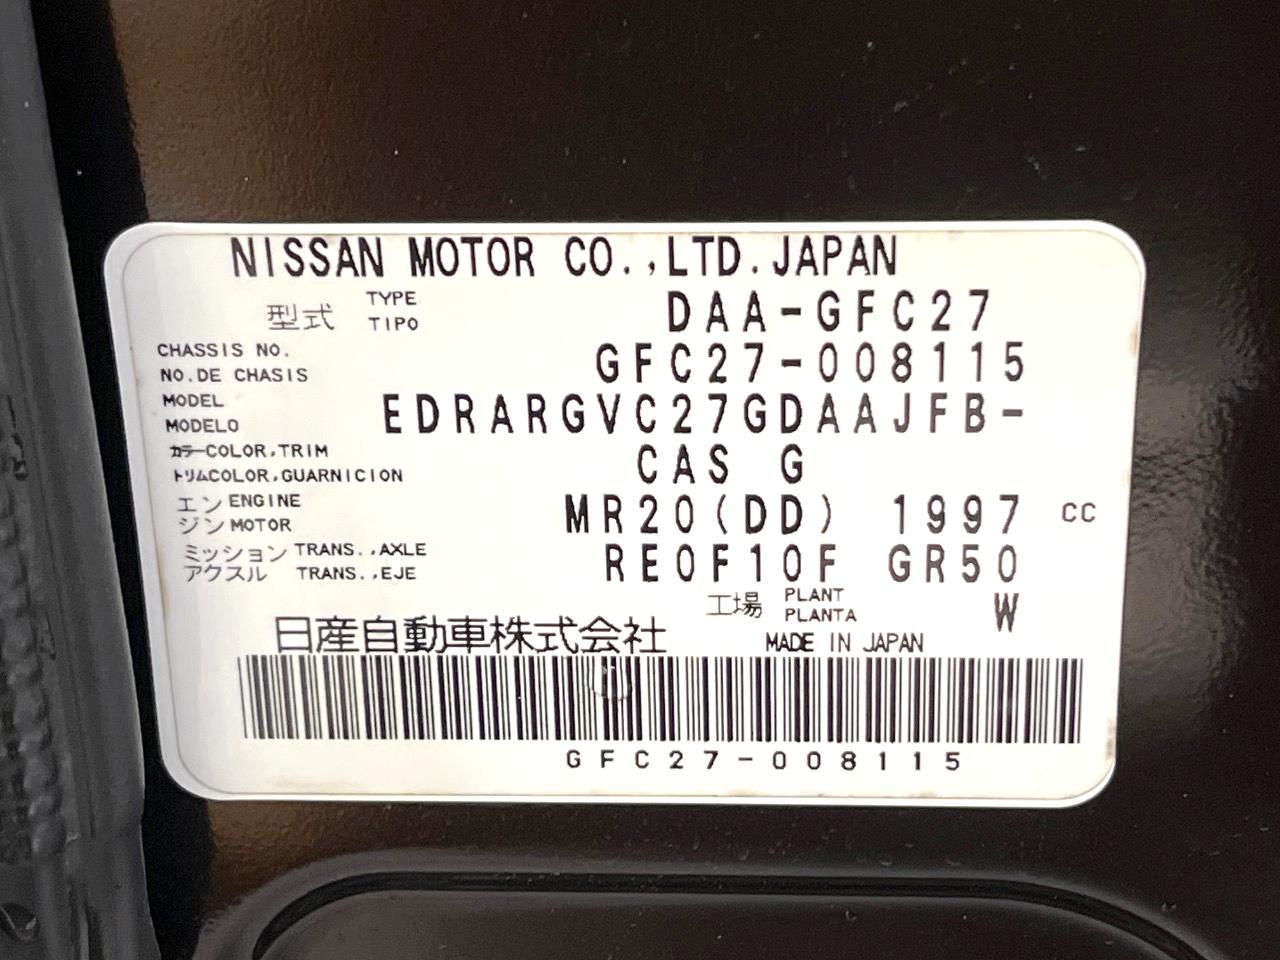 NISSAN MOTOR CO.,LTD.JAPAN
型式 TYPE TIPO DAA-GFC27
CHASSIS NO. NO.DE CHASIS GFC27-008115
MODEL MODELO EDRARGVC27GDAAJFB-
カラー COLOR,TRIM トリム COLOR,GUARNICION CAS G
エンジン ENGINE MOTOR MR20(DD) 1997 CC
ミッション TRANS.,AXLE アクスル TRANS.,EJE RE0F10F GR50
工場 PLANT PLANTA W
日産自動車株式会社 MADE IN JAPAN
GFC27-008115